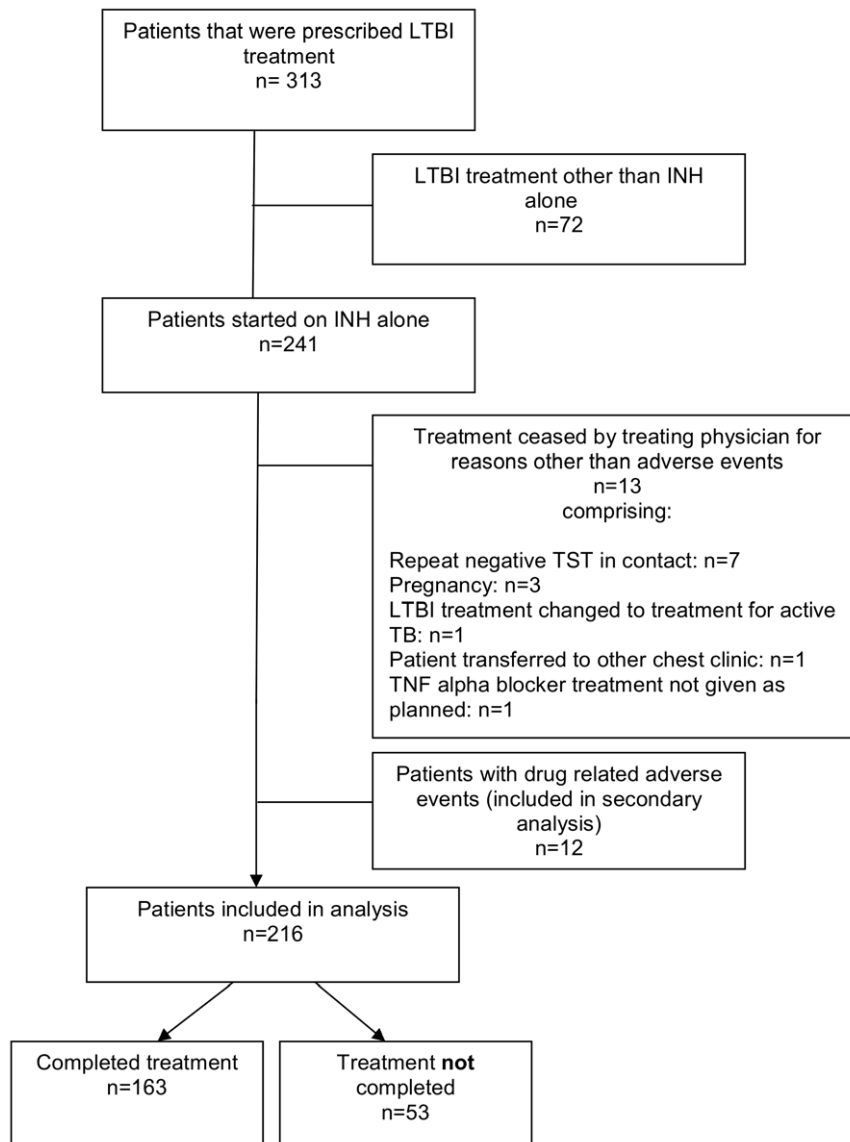 Patients that were prescribed LTBI
treatment
n= 313
LTBI treatment other than INH
alone
n=72
Patients started on INH alone
n=241
Treatment ceased by treating physician for
reasons other than adverse events
n=13
comprising:
Repeat negative TST in contact: n=7
Pregnancy: n=3
LTBI treatment changed to treatment for active
TB: n=1
Patient transferred to other chest clinic: n=1
TNF alpha blocker treatment not given as
planned: n=1
Patients with drug related adverse
events (included in secondary
analysis)
n=12
Patients included in analysis
n=216
Completed treatment
n=163
Treatment not
completed
n=53